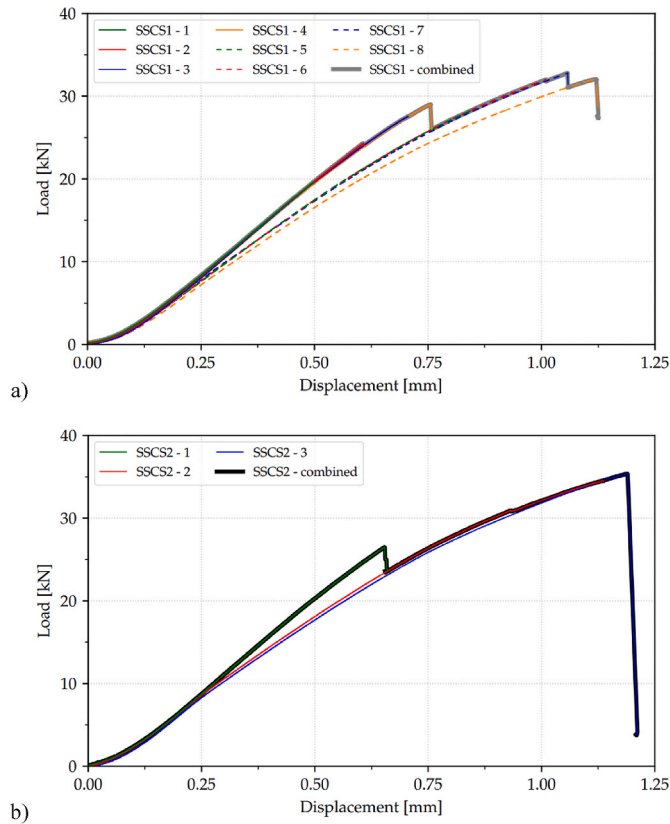 40
SSCS1 - 1 SSCS1 - 4 SSCS1 - 7
SSCS1 - 2 SSCS1 - 5 SSCS1 - 8
SSCS1 - 3 SSCS1 - 6 SSCS1 - combined
30
20
10
0
Load [kN]
0.00 0.25 0.50 0.75 1.00 1.25
Displacement [mm]
a)
40
SSCS2 - 1 SSCS2 - 3
SSCS2 - 2 SSCS2 - combined
30
20
10
0
Load [kN]
0.00 0.25 0.50 0.75 1.00 1.25
Displacement [mm]
b)